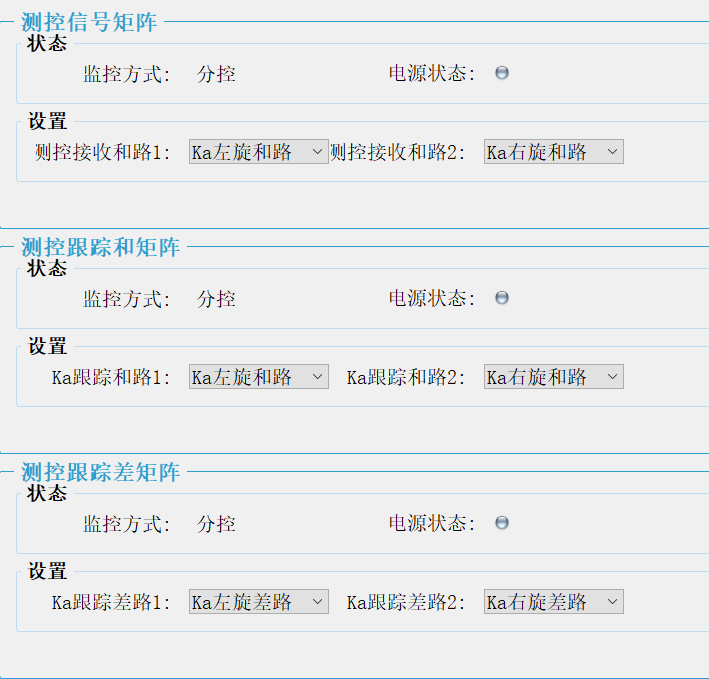 测控信号矩阵
状态
监控方式: 分控 电源状态:
设置
测控接收和路1: Ka左旋和路 测控接收和路2: Ka右旋和路
测控跟踪和矩阵
状态
监控方式: 分控 电源状态:
设置
Ka跟踪和路1: Ka左旋和路 Ka跟踪和路2: Ka右旋和路
测控跟踪差矩阵
状态
监控方式: 分控 电源状态:
设置
Ka跟踪差路1: Ka左旋差路 Ka跟踪差路2: Ka右旋差路